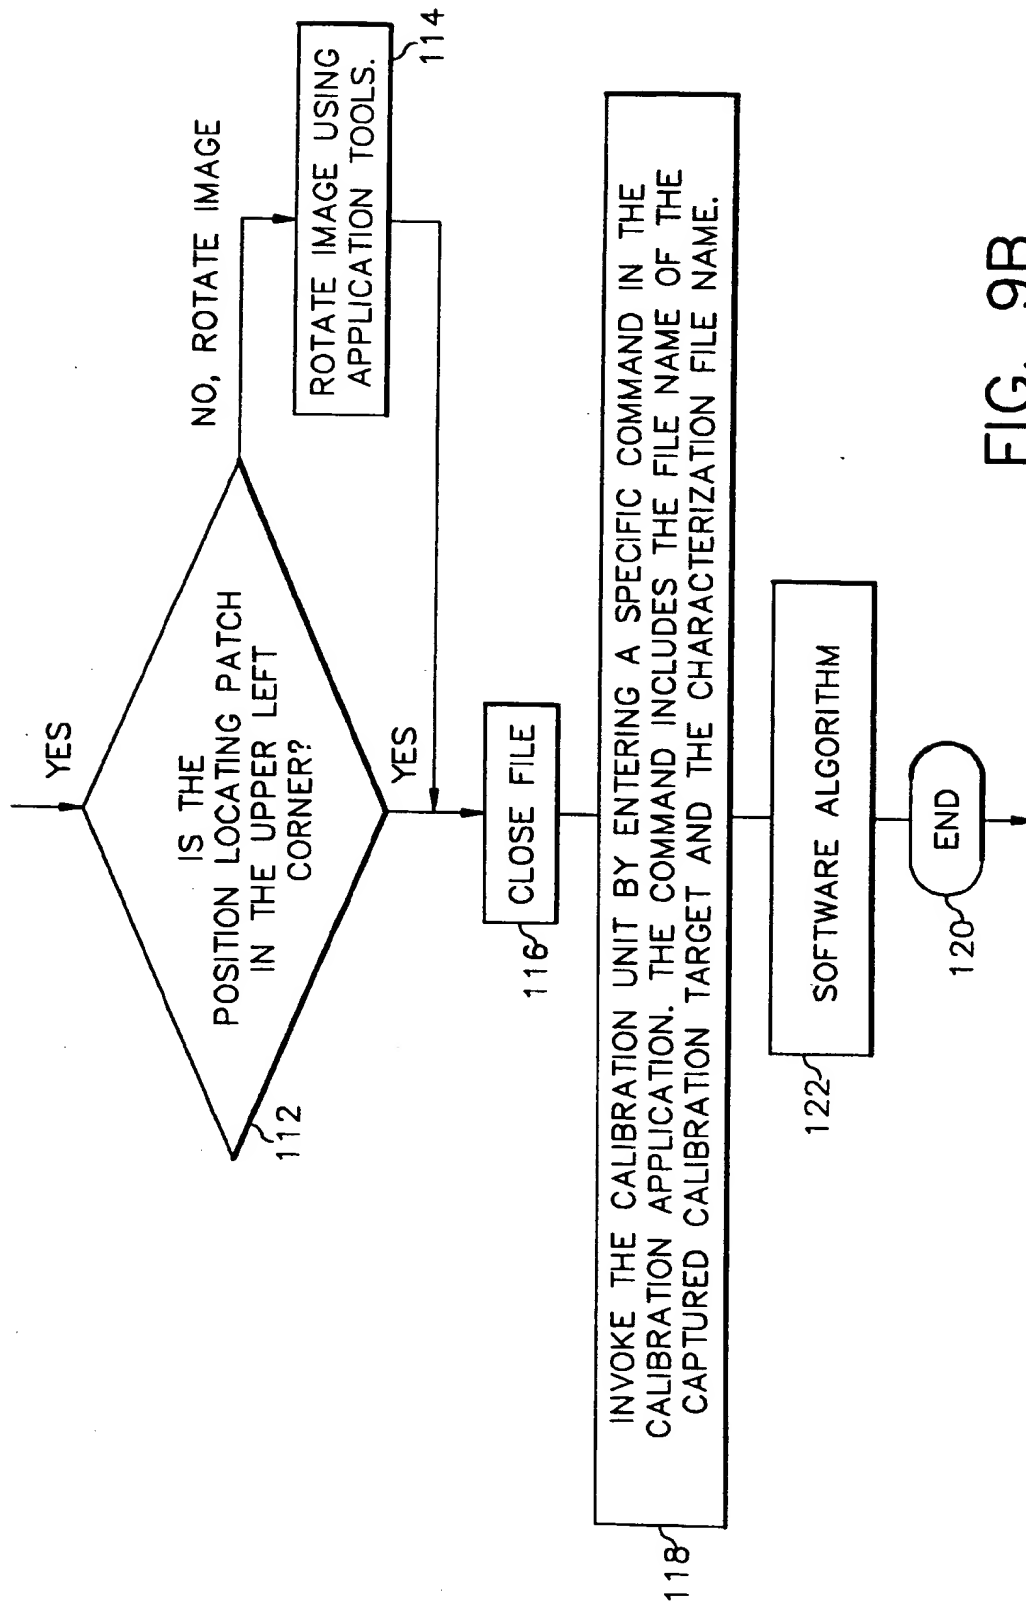 YES
IS THE
POSITION LOCATING PATCH
IN THE UPPER LEFT
CORNER?
112
NO, ROTATE IMAGE
ROTATE IMAGE USING
APPLICATION TOOLS.
114
YES
CLOSE FILE
116
INVOKE THE CALIBRATION UNIT BY ENTERING A SPECIFIC COMMAND IN THE
CALIBRATION APPLICATION. THE COMMAND INCLUDES THE FILE NAME OF THE
CAPTURED CALIBRATION TARGET AND THE CHARACTERIZATION FILE NAME.
118
SOFTWARE ALGORITHM
122
END
120
FIG. 9B